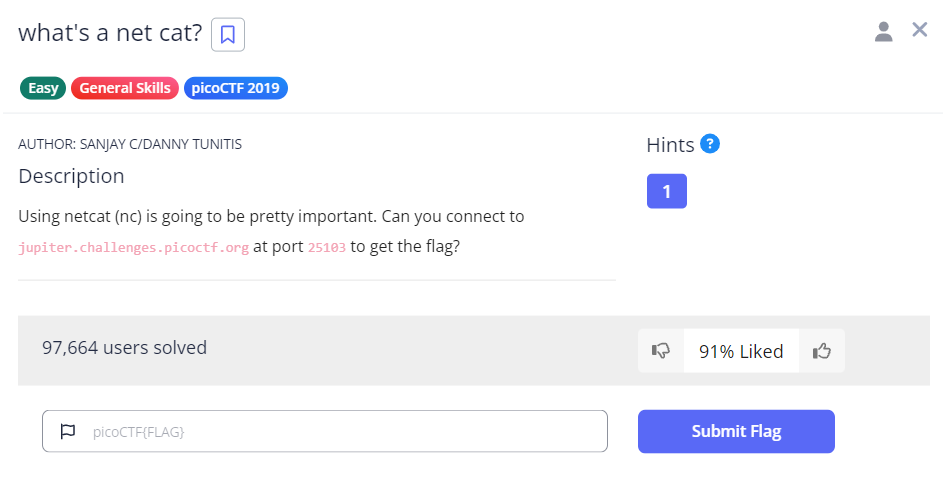 what's a net cat?
Easy General Skills picoCTF 2019
AUTHOR: SANJAY C/DANNY TUNITIS
Description
Using netcat (nc) is going to be pretty important. Can you connect to
jupiter.challenges.picoctf.org at port 25103 to get the flag?
Hints ?
1
97,664 users solved
91% Liked
picoCTF{FLAG}
Submit Flag